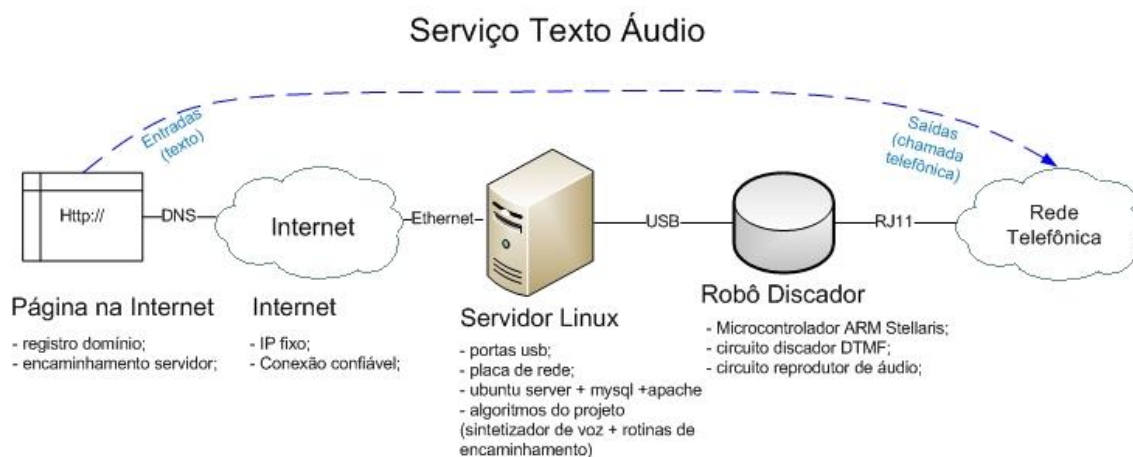 Serviço Texto Áudio
Entradas
(texto)
Saídas
(chamada
telefônica)
Http://
DNS
Internet
Ethernet
USB
RJ11
Rede
Telefônica
Página na Internet
- registro domínio;
- encaminhamento servidor;
Internet
- IP fixo;
- Conexão confiável;
Servidor Linux
- portas usb;
- placa de rede;
- ubuntu server + mysql +apache
- algoritmos do projeto
(sintetizador de voz + rotinas de
encaminhamento)
Robô Discador
- Microcontrolador ARM Stellaris;
- circuito discador DTMF;
- circuito reprodutor de áudio;